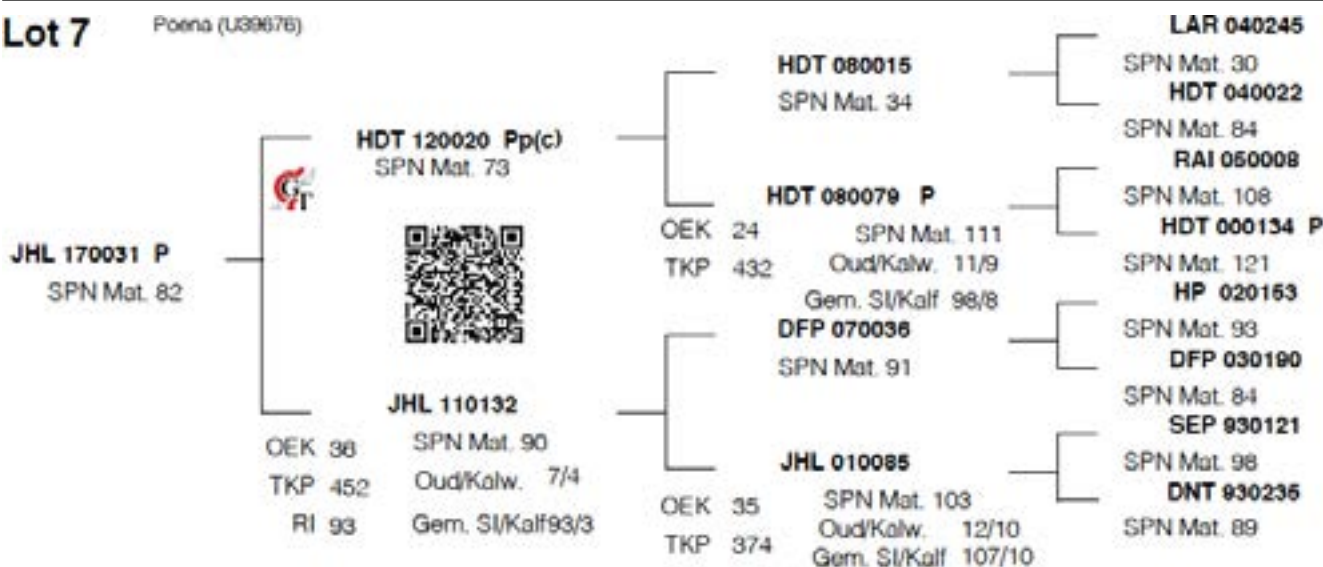 Lot 7
Poena (U39676)
JHL 170031 P
SPN Mat. 82
HDT 120020 Pp(c)
SPN Mat. 73
GT
JHL 110132
OEK 36
SPN Mat. 90
TKP 452
Oud/Kalw. 7/4
RI 93
Gem. SI/Kalf93/3
HDT 080015
SPN Mat. 34
HDT 080079 P
OEK 24
SPN Mat. 111
TKP 432
Oud/Kalw. 11/9
Gem. SI/Kalf 98/8
DFP 070036
SPN Mat. 91
JHL 010085
OEK 35
SPN Mat. 103
TKP 374
Oud/Kalw. 12/10
Gem. SI/Kalf 107/10
LAR 040245
SPN Mat. 30
HDT 040022
SPN Mat. 84
RAI 050008
SPN Mat. 108
HDT 000134 P
SPN Mat. 121
HP 020153
SPN Mat. 93
DFP 030190
SPN Mat. 84
SEP 930121
SPN Mat. 98
DNT 930235
SPN Mat. 89